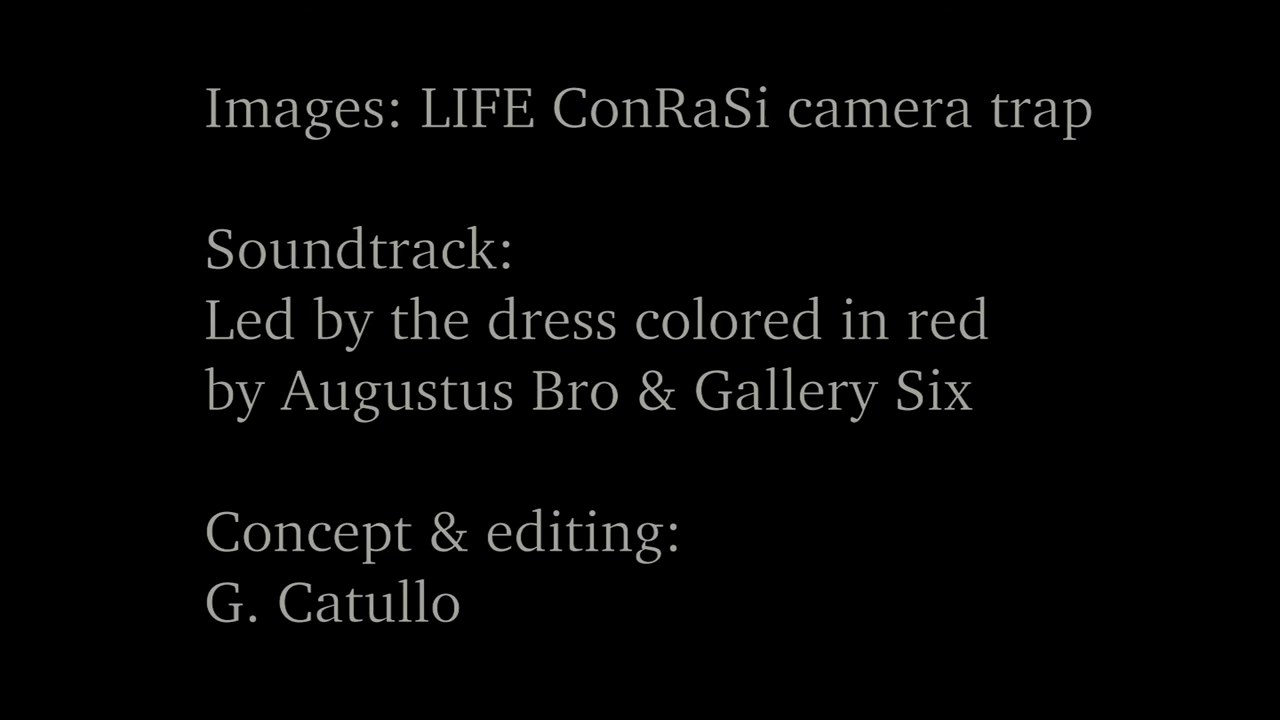 Images: LIFE ConRaSi camera trap
Soundtrack:
Led by the dress colored in red
by Augustus Bro & Gallery Six
Concept & editing:
G. Catullo